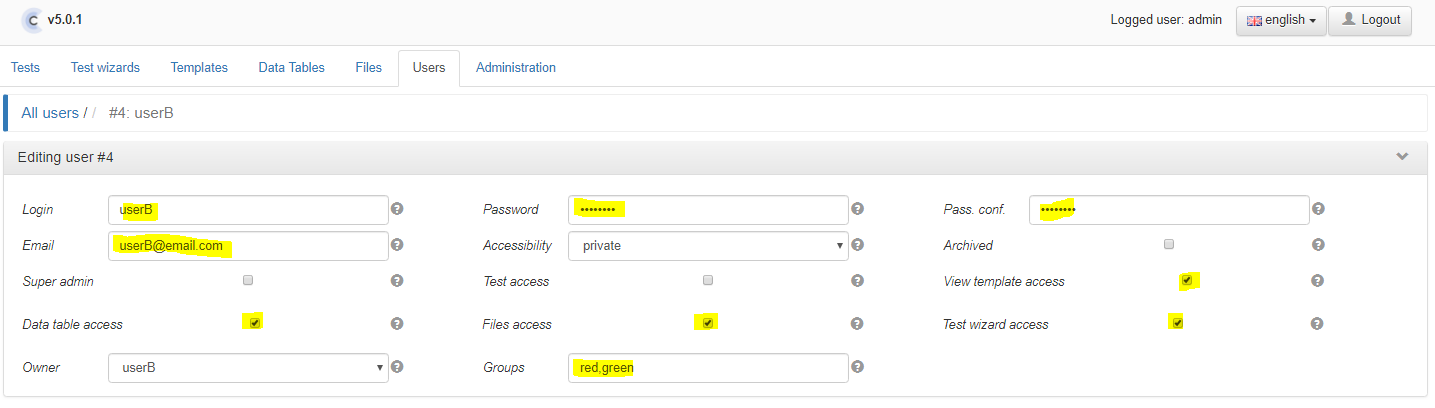 C v5.0.1 Logged user: admin english Logout
Tests Test wizards Templates Data Tables Files Users Administration
All users / / #4: userB
Editing user #4
Login userB ? Password •••••••• ? Pass. conf. •••••••• ?
Email userB@email.com ? Accessibility private ? Archived ?
Super admin ? Test access ? View template access ?
Data table access ? Files access ? Test wizard access ?
Owner userB ? Groups red,green ?